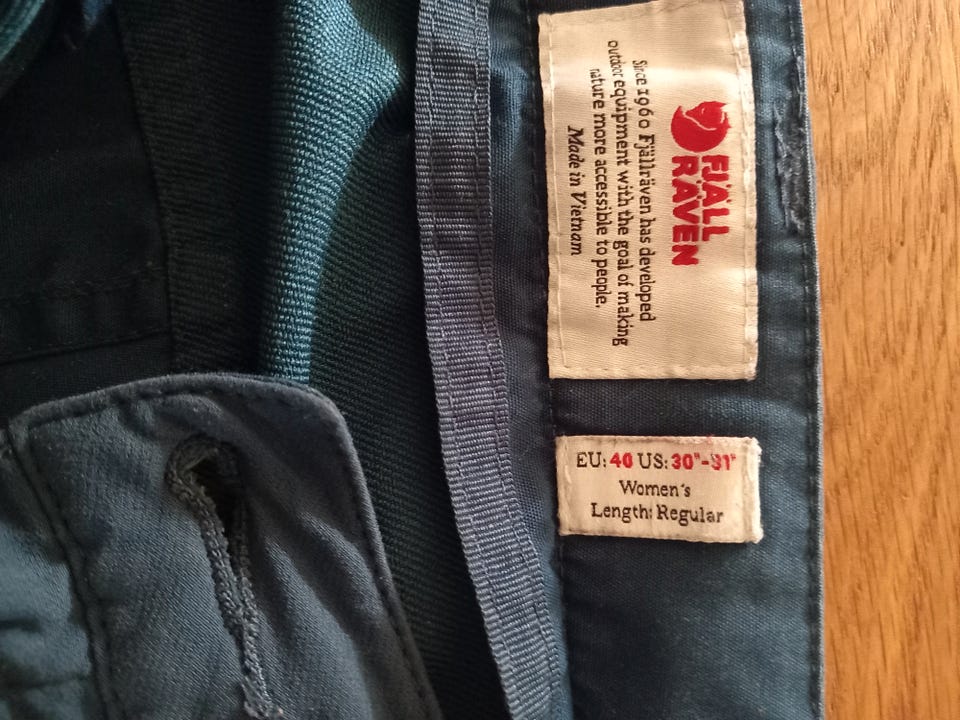 FJÄLL
RÄVEN
Since 1960 Fjällräven has developed
outdoor equipment with the goal of making
nature more accessible to people.
Made in Vietnam
EU: 40 US: 30"-31"
Women's
Length: Regular